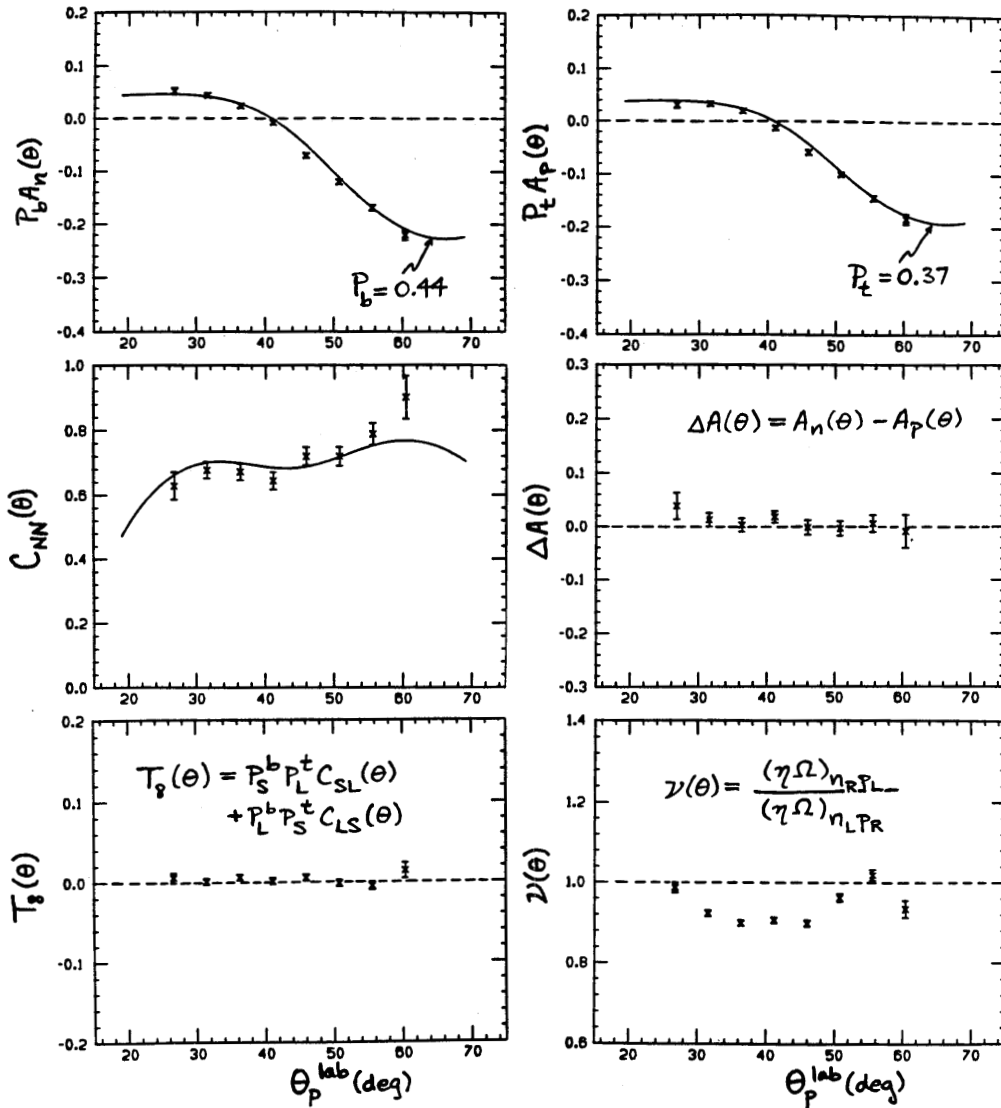 0.2
0.1
0.0
-0.1
-0.2
-0.3
-0.4
20 30 40 50 60 70
P_b A_n(θ)
P_b = 0.44
0.2
0.1
0.0
-0.1
-0.2
-0.3
-0.4
20 30 40 50 60 70
P_t A_p(θ)
P_t = 0.37
1.0
0.8
0.6
0.4
0.2
0.0
20 30 40 50 60 70
C_NN(θ)
0.3
0.2
0.1
0.0
-0.1
-0.2
-0.3
20 30 40 50 60 70
ΔA(θ)
ΔA(θ) = A_n(θ) - A_p(θ)
0.2
0.1
0.0
-0.1
-0.2
20 30 40 50 60 70
T_8(θ)
T_8(θ) = P_S^b P_L^t C_SL(θ)
+ P_L^b P_S^t C_LS(θ)
θ_p^lab (deg)
1.4
1.2
1.0
0.8
0.6
20 30 40 50 60 70
ν(θ)
ν(θ) = (ηΩ)_{n_R p_L}
(ηΩ)_{n_L p_R}
θ_p^lab (deg)